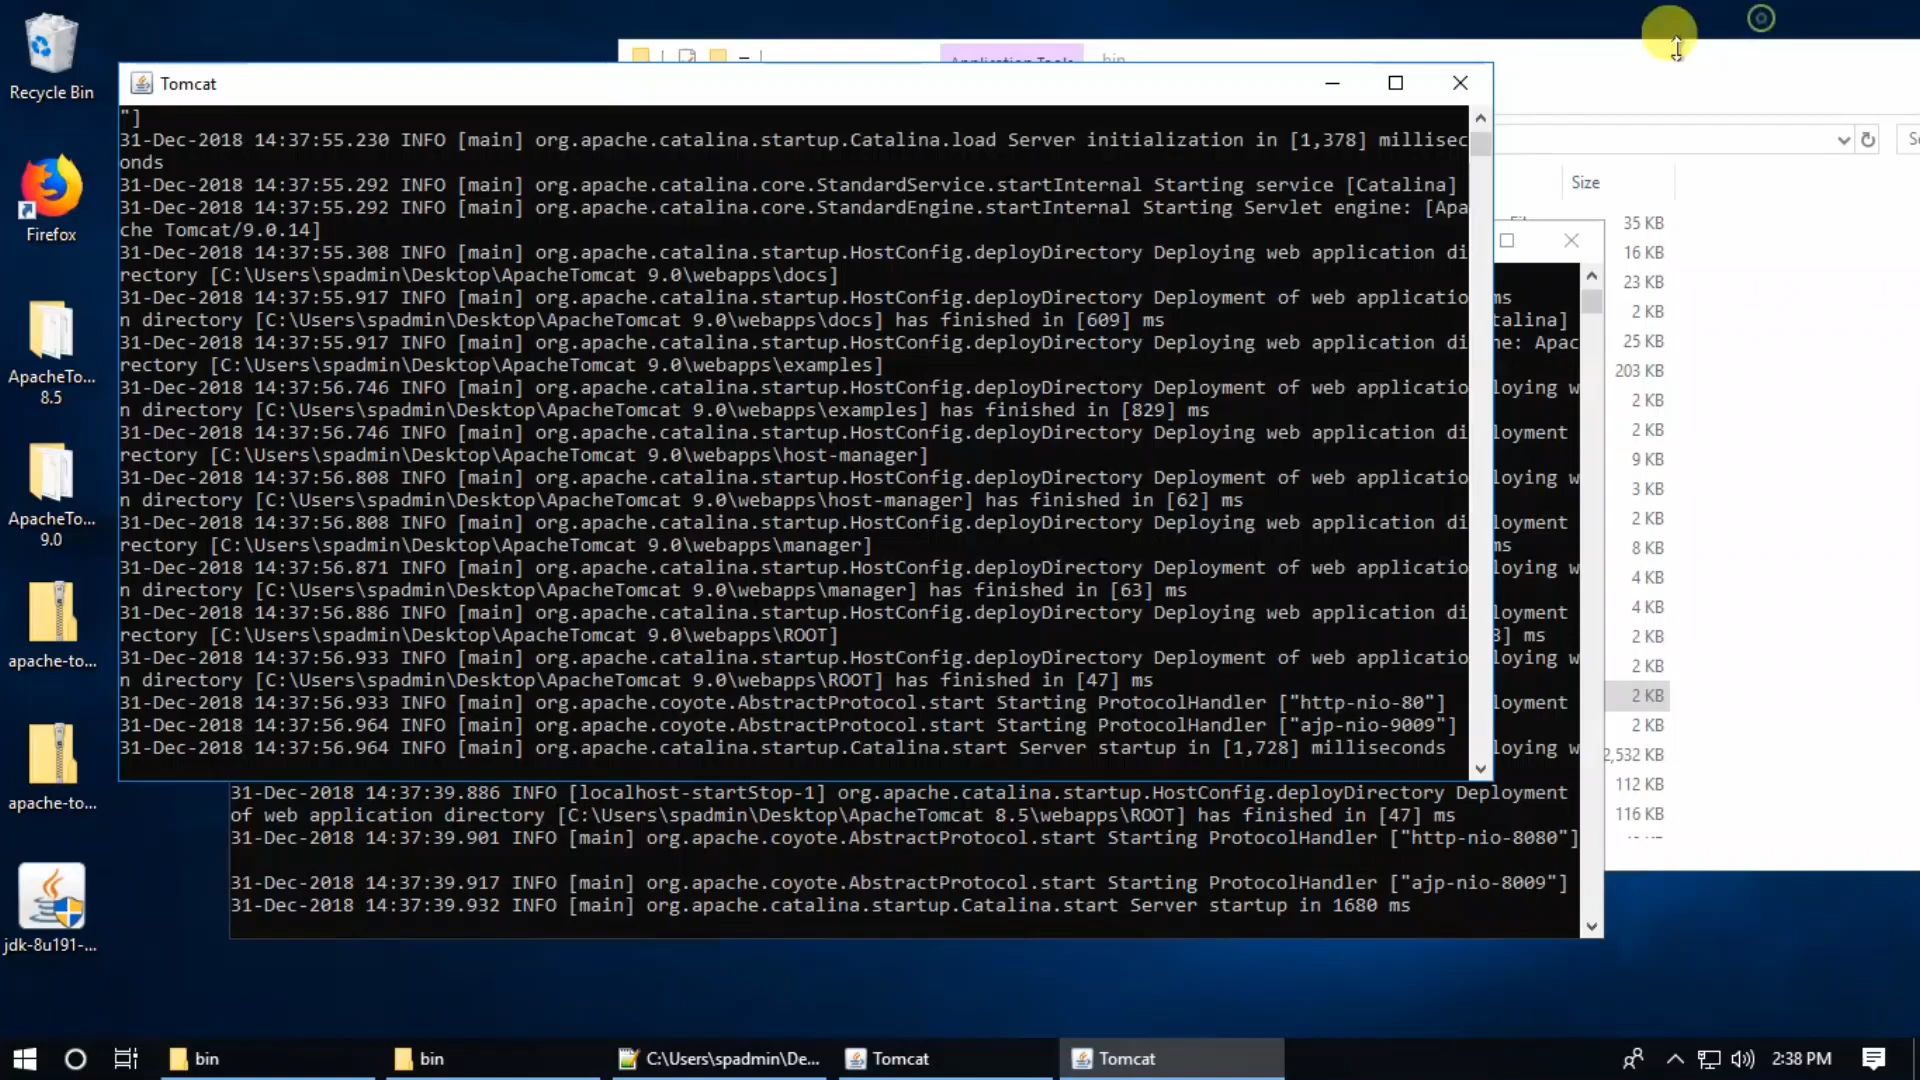 Recycle Bin
Firefox
ApacheTo...
8.5
ApacheTo...
9.0
apache-to...
apache-to...
jdk-8u191-...
bin
Tomcat
"]
31-Dec-2018 14:37:55.230 INFO [main] org.apache.catalina.startup.Catalina.load Server initialization in [1,378] millisec
onds
31-Dec-2018 14:37:55.292 INFO [main] org.apache.catalina.core.StandardService.startInternal Starting service [Catalina]
31-Dec-2018 14:37:55.292 INFO [main] org.apache.catalina.core.StandardEngine.startInternal Starting Servlet engine: [Apa
che Tomcat/9.0.14]
31-Dec-2018 14:37:55.308 INFO [main] org.apache.catalina.startup.HostConfig.deployDirectory Deploying web application di
rectory [C:\Users\spadmin\Desktop\ApacheTomcat 9.0\webapps\docs]
31-Dec-2018 14:37:55.917 INFO [main] org.apache.catalina.startup.HostConfig.deployDirectory Deployment of web applicatio
n directory [C:\Users\spadmin\Desktop\ApacheTomcat 9.0\webapps\docs] has finished in [609] ms
31-Dec-2018 14:37:55.917 INFO [main] org.apache.catalina.startup.HostConfig.deployDirectory Deploying web application di
rectory [C:\Users\spadmin\Desktop\ApacheTomcat 9.0\webapps\examples]
31-Dec-2018 14:37:56.746 INFO [main] org.apache.catalina.startup.HostConfig.deployDirectory Deployment of web applicatio
n directory [C:\Users\spadmin\Desktop\ApacheTomcat 9.0\webapps\examples] has finished in [829] ms
31-Dec-2018 14:37:56.746 INFO [main] org.apache.catalina.startup.HostConfig.deployDirectory Deploying web application di
rectory [C:\Users\spadmin\Desktop\ApacheTomcat 9.0\webapps\host-manager]
31-Dec-2018 14:37:56.808 INFO [main] org.apache.catalina.startup.HostConfig.deployDirectory Deployment of web applicatio
n directory [C:\Users\spadmin\Desktop\ApacheTomcat 9.0\webapps\host-manager] has finished in [62] ms
31-Dec-2018 14:37:56.808 INFO [main] org.apache.catalina.startup.HostConfig.deployDirectory Deploying web application di
rectory [C:\Users\spadmin\Desktop\ApacheTomcat 9.0\webapps\manager]
31-Dec-2018 14:37:56.871 INFO [main] org.apache.catalina.startup.HostConfig.deployDirectory Deployment of web applicatio
n directory [C:\Users\spadmin\Desktop\ApacheTomcat 9.0\webapps\manager] has finished in [63] ms
31-Dec-2018 14:37:56.886 INFO [main] org.apache.catalina.startup.HostConfig.deployDirectory Deploying web application di
rectory [C:\Users\spadmin\Desktop\ApacheTomcat 9.0\webapps\ROOT]
31-Dec-2018 14:37:56.933 INFO [main] org.apache.catalina.startup.HostConfig.deployDirectory Deployment of web applicatio
n directory [C:\Users\spadmin\Desktop\ApacheTomcat 9.0\webapps\ROOT] has finished in [47] ms
31-Dec-2018 14:37:56.933 INFO [main] org.apache.coyote.AbstractProtocol.start Starting ProtocolHandler ["http-nio-80"]
31-Dec-2018 14:37:56.964 INFO [main] org.apache.coyote.AbstractProtocol.start Starting ProtocolHandler ["ajp-nio-9009"]
31-Dec-2018 14:37:56.964 INFO [main] org.apache.catalina.startup.Catalina.start Server startup in [1,728] milliseconds
ms
talina]
ne: Apac
loying w
loyment
loying w
loyment
ms
loying w
loyment
3] ms
loying w
loyment
loying w
31-Dec-2018 14:37:39.886 INFO [localhost-startStop-1] org.apache.catalina.startup.HostConfig.deployDirectory Deployment
of web application directory [C:\Users\spadmin\Desktop\ApacheTomcat 8.5\webapps\ROOT] has finished in [47] ms
31-Dec-2018 14:37:39.901 INFO [main] org.apache.coyote.AbstractProtocol.start Starting ProtocolHandler ["http-nio-8080"]
31-Dec-2018 14:37:39.917 INFO [main] org.apache.coyote.AbstractProtocol.start Starting ProtocolHandler ["ajp-nio-8009"]
31-Dec-2018 14:37:39.932 INFO [main] org.apache.catalina.startup.Catalina.start Server startup in 1680 ms
Size
35 KB
16 KB
23 KB
2 KB
25 KB
203 KB
2 KB
2 KB
9 KB
3 KB
2 KB
8 KB
4 KB
4 KB
2 KB
2 KB
2 KB
2 KB
2,532 KB
112 KB
116 KB
bin
bin
C:\Users\spadmin\De...
Tomcat
Tomcat
2:38 PM